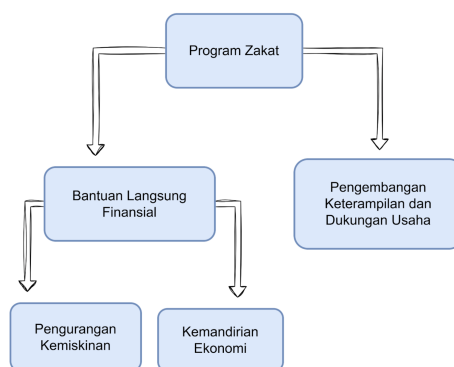 Program Zakat
Bantuan Langsung
Finansial
Pengembangan
Keterampilan dan
Dukungan Usaha
Pengurangan
Kemiskinan
Kemandirian
Ekonomi